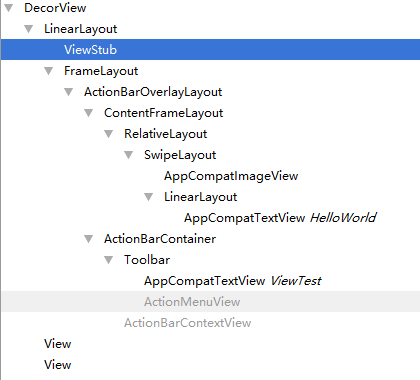 DecorView
LinearLayout
ViewStub
FrameLayout
ActionBarOverlayLayout
ContentFrameLayout
RelativeLayout
SwipeLayout
AppCompatImageView
LinearLayout
AppCompatTextView HelloWorld
ActionBarContainer
Toolbar
AppCompatTextView ViewTest
ActionMenuView
ActionBarContextView
View
View